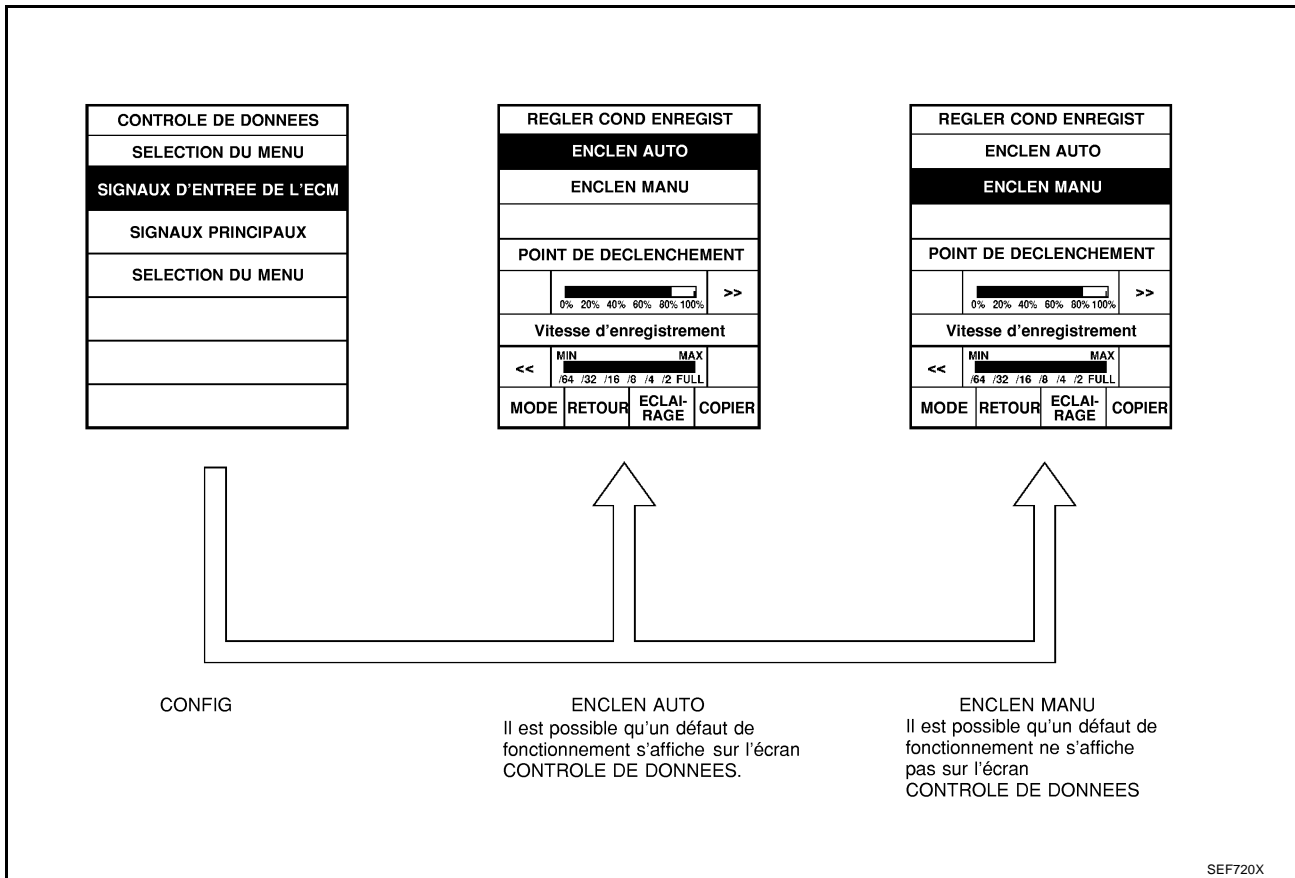 CONTROLE DE DONNEES
SELECTION DU MENU
SIGNAUX D'ENTREE DE L'ECM
SIGNAUX PRINCIPAUX
SELECTION DU MENU
REGLER COND ENREGIST
ENCLEN AUTO
ENCLEN MANU
POINT DE DECLENCHEMENT
>>
0% 20% 40% 60% 80% 100%
Vitesse d'enregistrement
MIN MAX
<<
/64 /32 /16 /8 /4 /2 FULL
MODE RETOUR ECLAI-
RAGE COPIER
REGLER COND ENREGIST
ENCLEN AUTO
ENCLEN MANU
POINT DE DECLENCHEMENT
>>
0% 20% 40% 60% 80% 100%
Vitesse d'enregistrement
MIN MAX
<<
/64 /32 /16 /8 /4 /2 FULL
MODE RETOUR ECLAI-
RAGE COPIER
CONFIG
ENCLEN AUTO
Il est possible qu'un défaut de
fonctionnement s'affiche sur l'écran
CONTROLE DE DONNEES.
ENCLEN MANU
Il est possible qu'un défaut de
fonctionnement ne s'affiche
pas sur l'écran
CONTROLE DE DONNEES
SEF720X